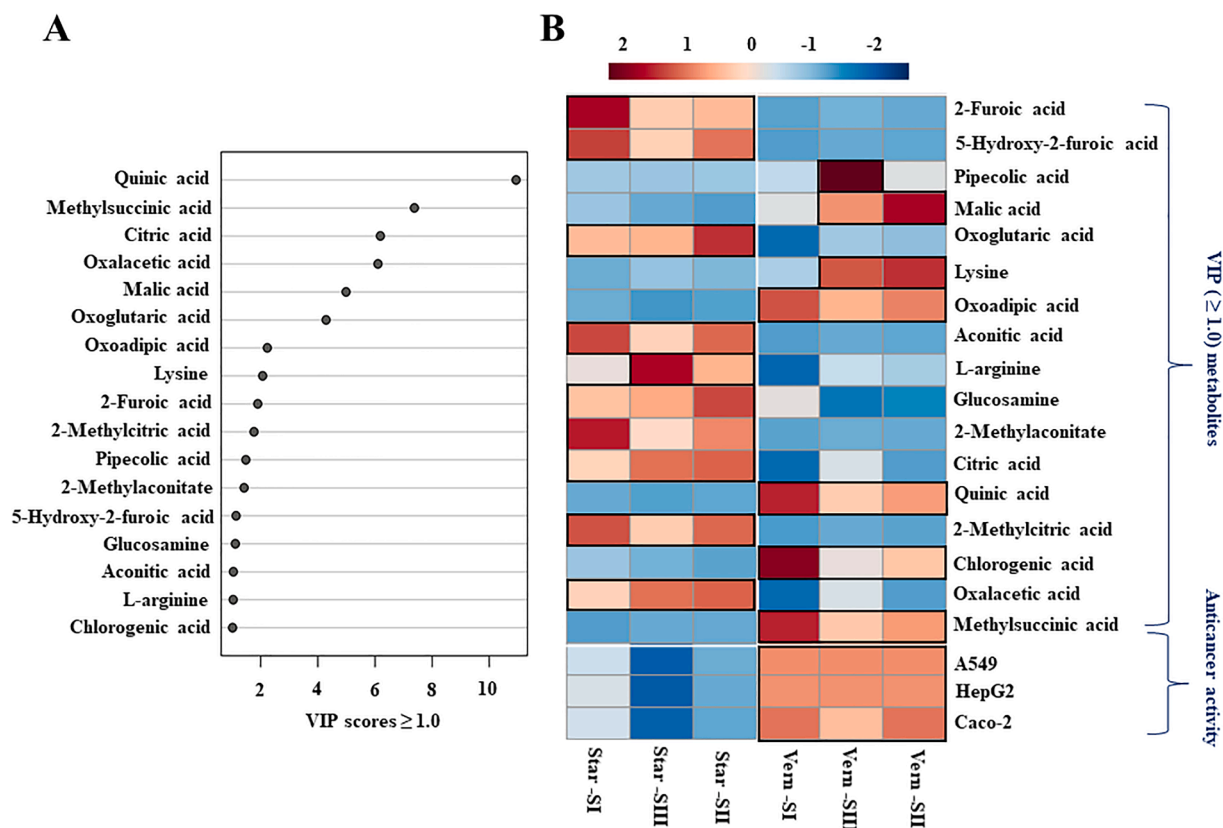 A
Quinic acid
Methylsuccinic acid
Citric acid
Oxalacetic acid
Malic acid
Oxoglutaric acid
Oxoadipic acid
Lysine
2-Furoic acid
2-Methylcitric acid
Pipecolic acid
2-Methylaconitate
5-Hydroxy-2-furoic acid
Glucosamine
Aconitic acid
L-arginine
Chlorogenic acid
2 4 6 8 10
VIP scores ≥ 1.0
B
2 1 0 -1 -2
2-Furoic acid
5-Hydroxy-2-furoic acid
Pipecolic acid
Malic acid
Oxoglutaric acid
Lysine
Oxoadipic acid
Aconitic acid
L-arginine
Glucosamine
2-Methylaconitate
Citric acid
Quinic acid
2-Methylcitric acid
Chlorogenic acid
Oxalacetic acid
Methylsuccinic acid
A549
HepG2
Caco-2
Star -SI
Star -SIII
Star -SII
Vern -SI
Vern -SIII
Vern -SII
VIP ( ≥ 1.0) metabolites
Anticancer activity